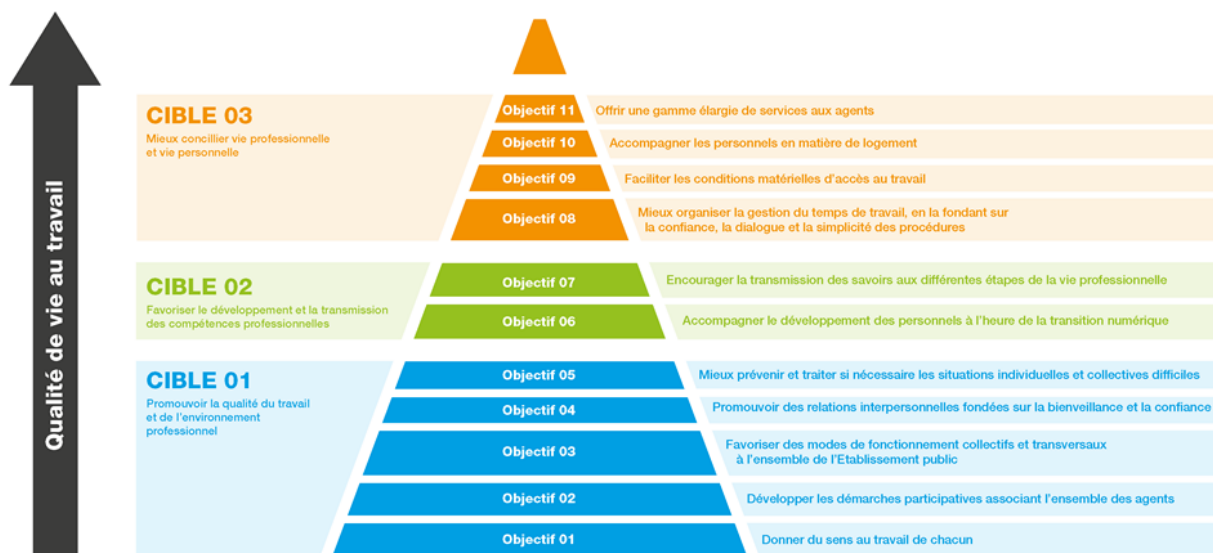 Qualité de vie au travail
CIBLE 03
Mieux concillier vie professionnelle
et vie personnelle
Objectif 11
Offrir une gamme élargie de services aux agents
Objectif 10
Accompagner les personnels en matière de logement
Objectif 09
Faciliter les conditions matérielles d'accès au travail
Objectif 08
Mieux organiser la gestion du temps de travail, en la fondant sur
la confiance, la dialogue et la simplicité des procédures
CIBLE 02
Favoriser le développement et la transmission
des compétences professionnelles
Objectif 07
Encourager la transmission des savoirs aux différentes étapes de la vie professionnelle
Objectif 06
Accompagner le développement des personnels à l'heure de la transition numérique
CIBLE 01
Promouvoir la qualité du travail
et de l'environnement
professionnel
Objectif 05
Mieux prévenir et traiter si nécessaire les situations individuelles et collectives difficiles
Objectif 04
Promouvoir des relations interpersonnelles fondées sur la bienveillance et la confiance
Objectif 03
Favoriser des modes de fonctionnement collectifs et transversaux
à l'ensemble de l'Etablissement public
Objectif 02
Développer les démarches participatives associant l'ensemble des agents
Objectif 01
Donner du sens au travail de chacun